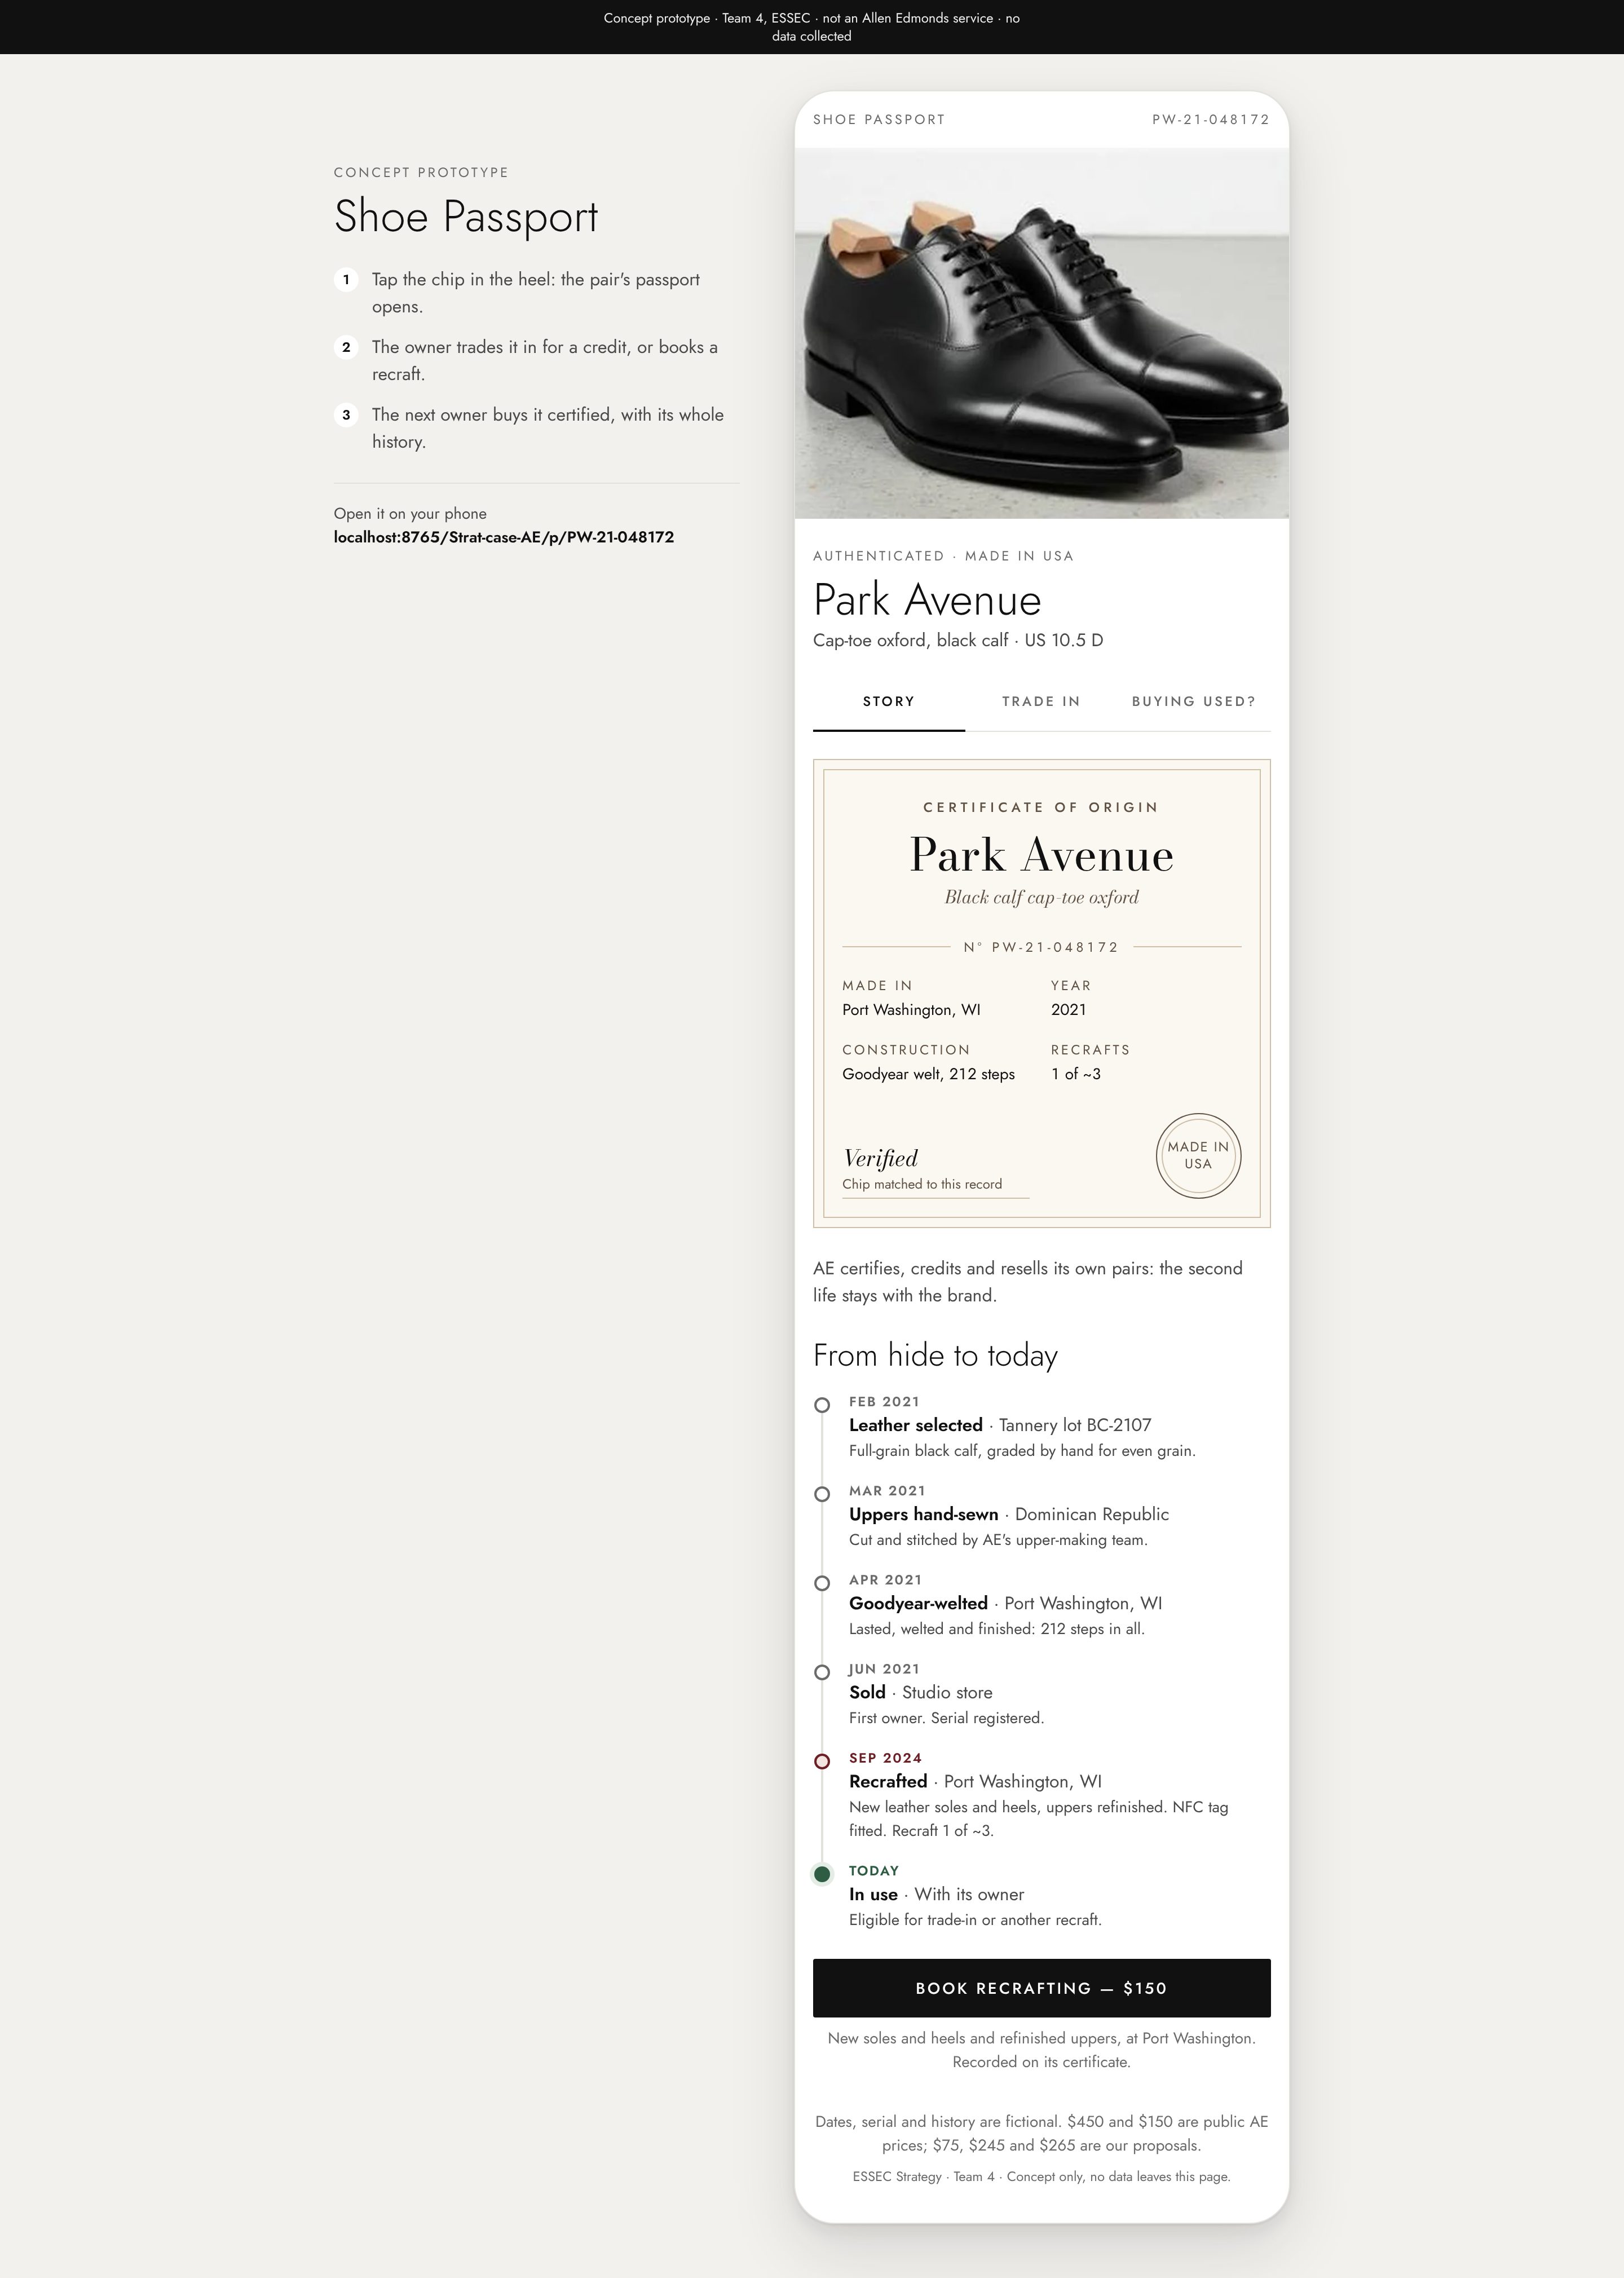 Concept prototype · Team 4, ESSEC · not an Allen Edmonds service · no
data collected
CONCEPT PROTOTYPE
Shoe Passport
1 Tap the chip in the heel: the pair's passport
opens.
2 The owner trades it in for a credit, or books a
recraft.
3 The next owner buys it certified, with its whole
history.
Open it on your phone
localhost:8765/Strat-case-AE/p/PW-21-048172
SHOE PASSPORT PW-21-048172
AUTHENTICATED · MADE IN USA
Park Avenue
Cap-toe oxford, black calf · US 10.5 D
STORY TRADE IN BUYING USED?
CERTIFICATE OF ORIGIN
Park Avenue
Black calf cap-toe oxford
N° PW-21-048172
MADE IN YEAR
Port Washington, WI 2021
CONSTRUCTION RECRAFTS
Goodyear welt, 212 steps 1 of ~3
Verified
Chip matched to this record
MADE IN
USA
AE certifies, credits and resells its own pairs: the second
life stays with the brand.
From hide to today
FEB 2021
Leather selected · Tannery lot BC-2107
Full-grain black calf, graded by hand for even grain.
MAR 2021
Uppers hand-sewn · Dominican Republic
Cut and stitched by AE's upper-making team.
APR 2021
Goodyear-welted · Port Washington, WI
Lasted, welted and finished: 212 steps in all.
JUN 2021
Sold · Studio store
First owner. Serial registered.
SEP 2024
Recrafted · Port Washington, WI
New leather soles and heels, uppers refinished. NFC tag
fitted. Recraft 1 of ~3.
TODAY
In use · With its owner
Eligible for trade-in or another recraft.
BOOK RECRAFTING — $150
New soles and heels and refinished uppers, at Port Washington.
Recorded on its certificate.
Dates, serial and history are fictional. $450 and $150 are public AE
prices; $75, $245 and $265 are our proposals.
ESSEC Strategy · Team 4 · Concept only, no data leaves this page.